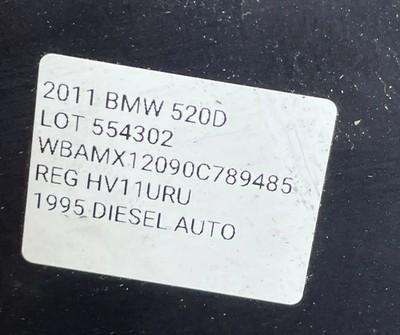 2011 BMW 520D
LOT 554302
WBAMX12090C789485
REG HV11URU
1995 DIESEL AUTO